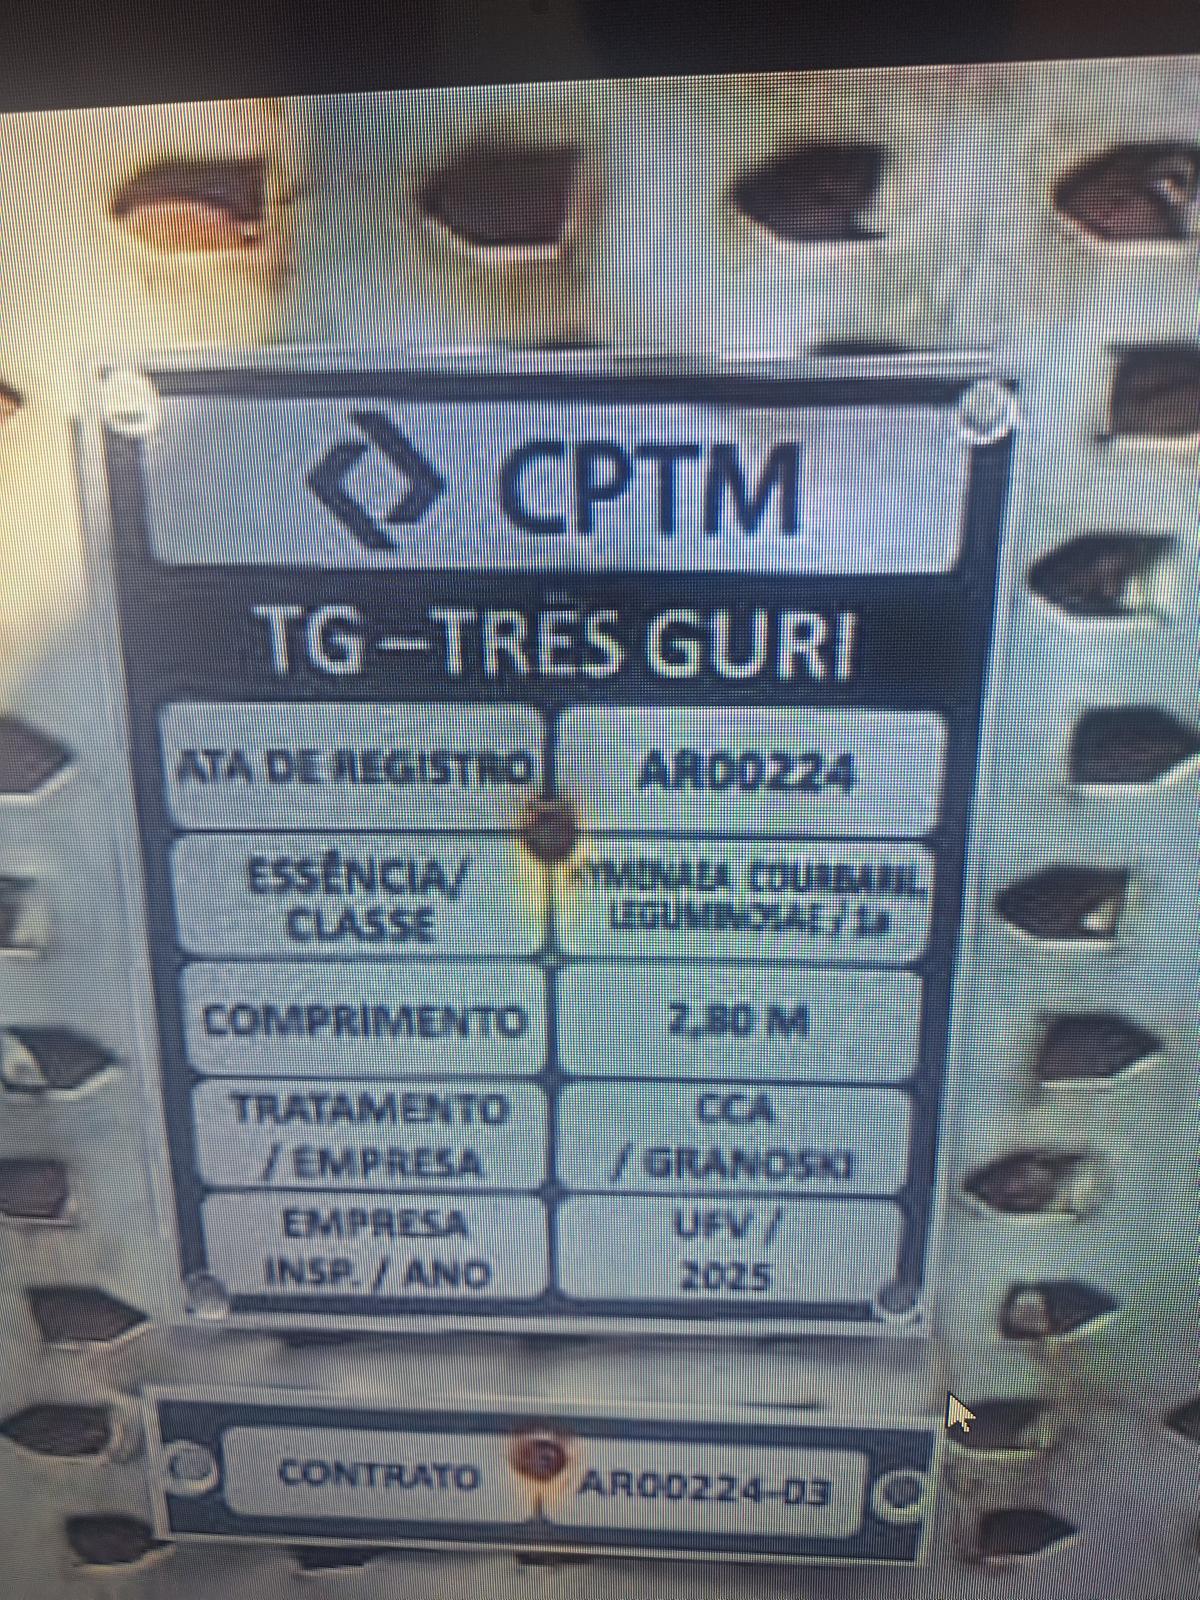 CPTM
TG–TRÊS GURI
ATA DE REGISTRO AR00224
ESSÊNCIA/
CLASSE
COURBARIL,
LEGUMINOSAE / 1a
COMPRIMENTO 2,80 M
TRATAMENTO
/ EMPRESA
CCA
/ GRANOSKI
EMPRESA
INSP. / ANO
UFV /
2025
CONTRATO AR00224-03